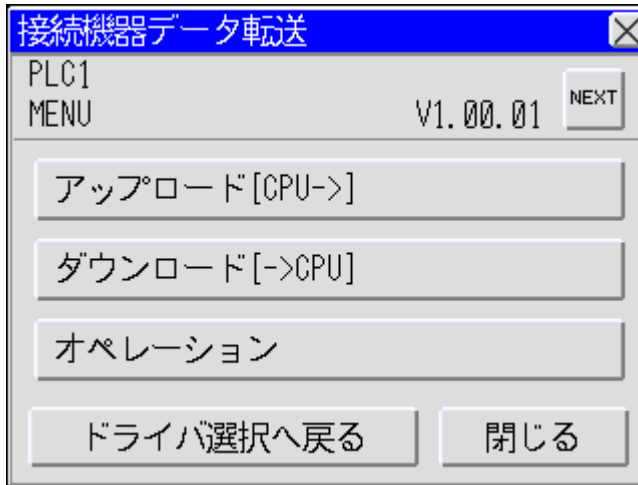 接続機器データ転送
PLC1
MENU
V1.00.01
NEXT
アップロード[CPU->]
ダウンロード[->CPU]
オペレーション
ドライバ選択へ戻る
閉じる